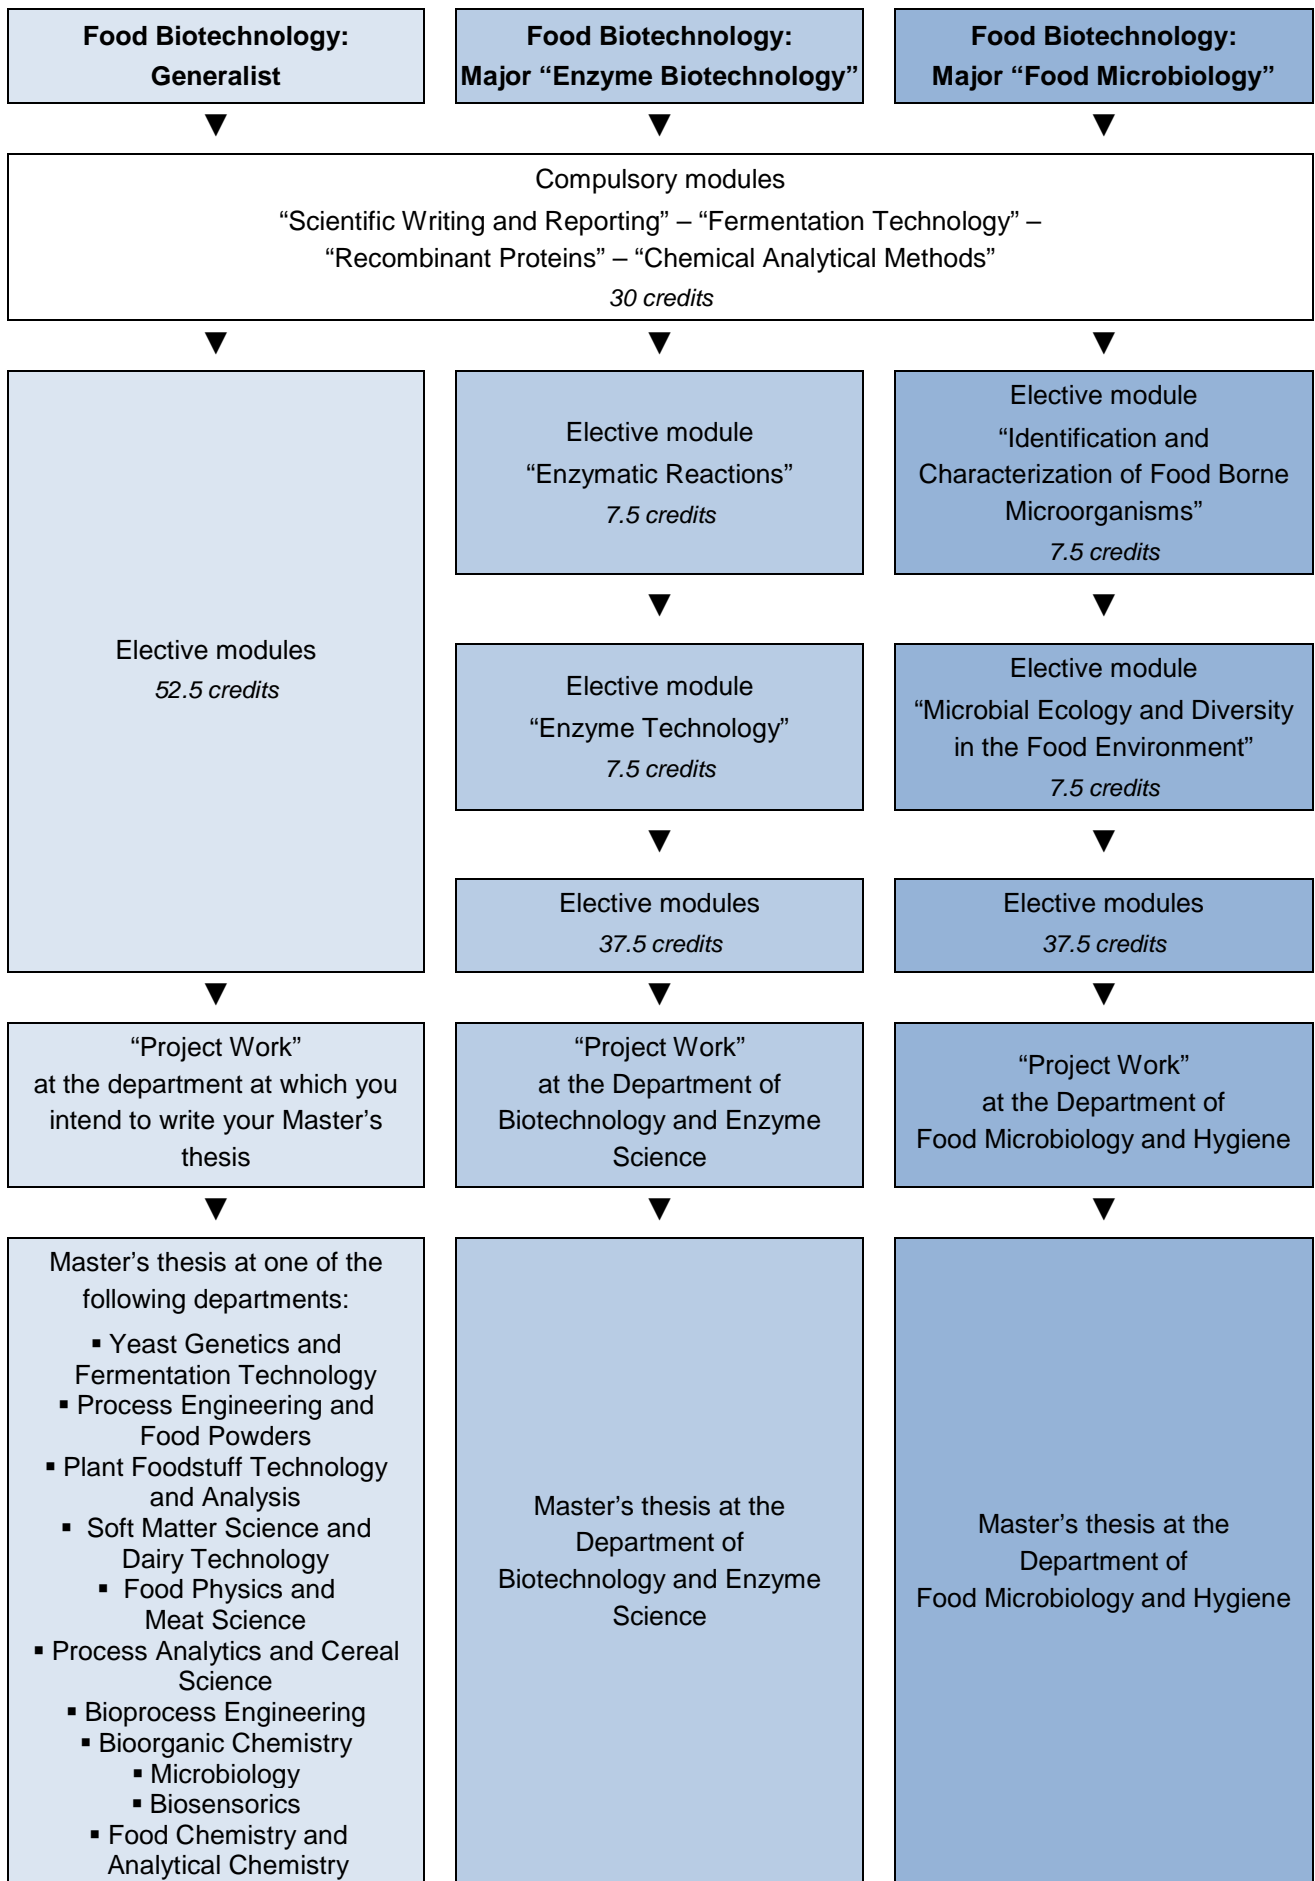 Food Biotechnology:
Generalist
Food Biotechnology:
Major “Enzyme Biotechnology”
Food Biotechnology:
Major “Food Microbiology”
▼ ▼ ▼
Compulsory modules
“Scientific Writing and Reporting” – “Fermentation Technology” –
“Recombinant Proteins” – “Chemical Analytical Methods”
30 credits
▼ ▼ ▼
Elective modules
52.5 credits
Elective module
“Enzymatic Reactions”
7.5 credits
Elective module
“Identification and
Characterization of Food Borne
Microorganisms”
7.5 credits
▼ ▼
Elective module
“Enzyme Technology”
7.5 credits
Elective module
“Microbial Ecology and Diversity
in the Food Environment”
7.5 credits
▼ ▼
Elective modules
37.5 credits
Elective modules
37.5 credits
▼ ▼ ▼
“Project Work”
at the department at which you
intend to write your Master’s
thesis
“Project Work”
at the Department of
Biotechnology and Enzyme
Science
“Project Work”
at the Department of
Food Microbiology and Hygiene
▼ ▼ ▼
Master’s thesis at one of the
following departments:
▪ Yeast Genetics and
Fermentation Technology
▪ Process Engineering and
Food Powders
▪ Plant Foodstuff Technology
and Analysis
▪ Soft Matter Science and
Dairy Technology
▪ Food Physics and
Meat Science
▪ Process Analytics and Cereal
Science
▪ Bioprocess Engineering
▪ Bioorganic Chemistry
▪ Microbiology
▪ Biosensorics
▪ Food Chemistry and
Analytical Chemistry
Master’s thesis at the
Department of
Biotechnology and Enzyme
Science
Master’s thesis at the
Department of
Food Microbiology and Hygiene